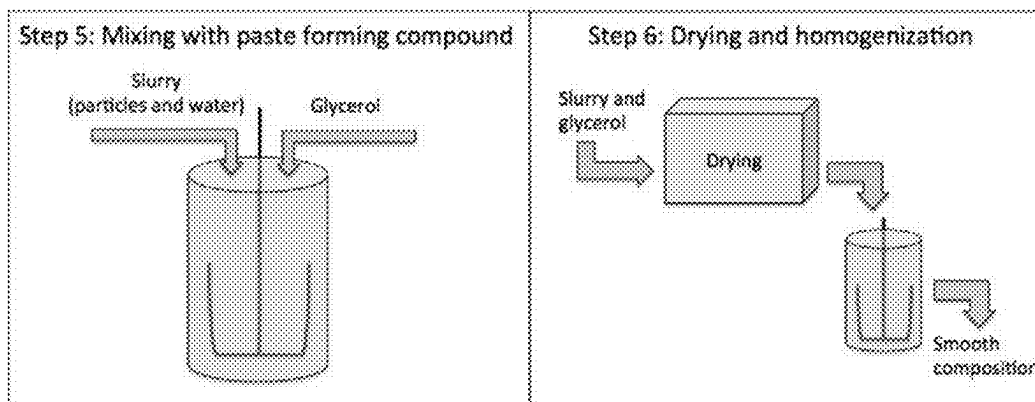 Step 5: Mixing with paste forming compound
Slurry
(particles and water)
Glycerol
Step 6: Drying and homogenization
Slurry and
glycerol
Drying
Smooth
composition